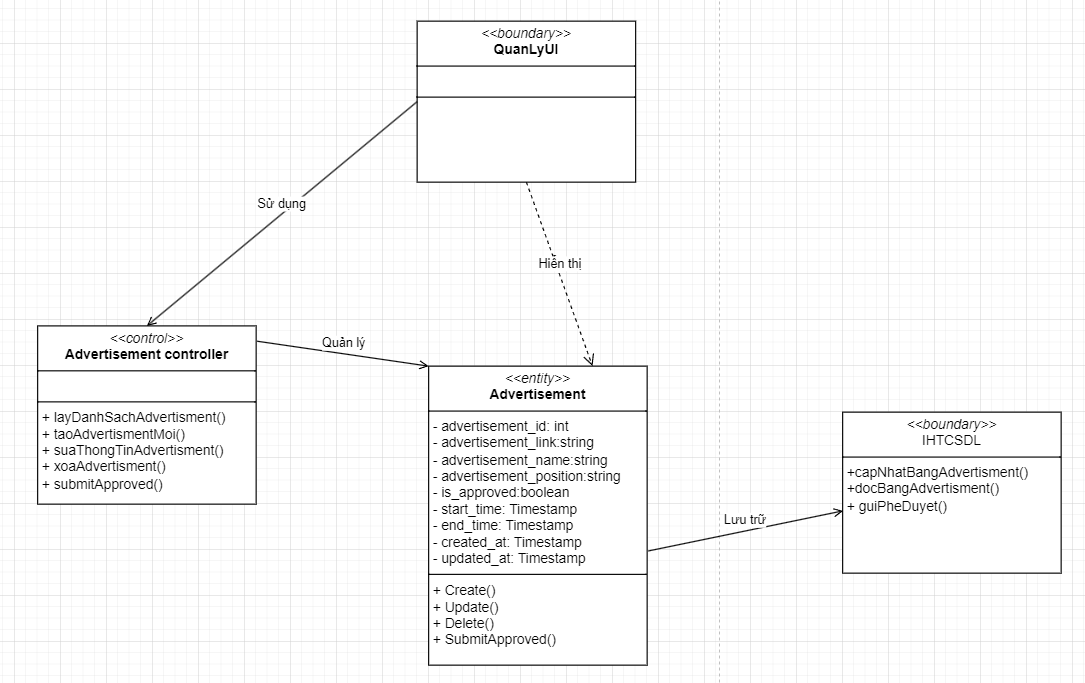 <<boundary>>
QuanLyUI
Sử dụng
Hiển thị
<<control>>
Advertisement controller
+ layDanhSachAdvertisment()
+ taoAdvertismentMoi()
+ suaThongTinAdvertisment()
+ xoaAdvertisment()
+ submitApproved()
Quản lý
<<entity>>
Advertisement
- advertisement_id: int
- advertisement_link:string
- advertisement_name:string
- advertisement_position:string
- is_approved:boolean
- start_time: Timestamp
- end_time: Timestamp
- created_at: Timestamp
- updated_at: Timestamp
+ Create()
+ Update()
+ Delete()
+ SubmitApproved()
Lưu trữ
<<boundary>>
IHTCSDL
+capNhatBangAdvertisment()
+docBangAdvertisment()
+ guiPheDuyet()